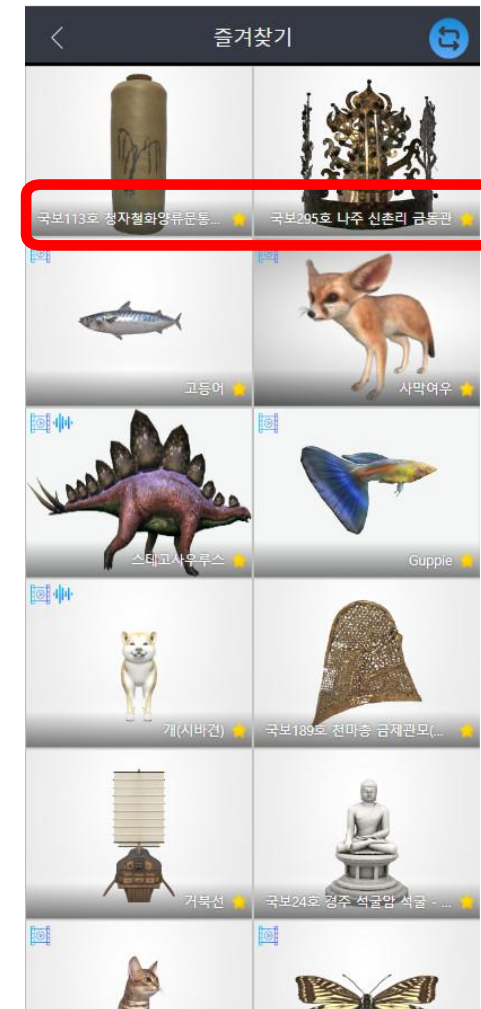 즐겨찾기
국보113호 청자철화양류문통...
국보295호 나주 신촌리 금동관
고등어
사막여우
스테고사우루스
Guppie
개(시바견)
국보189호 천마총 금제관모(...
거북선
국보24호 경주 석굴암 석굴 - ...